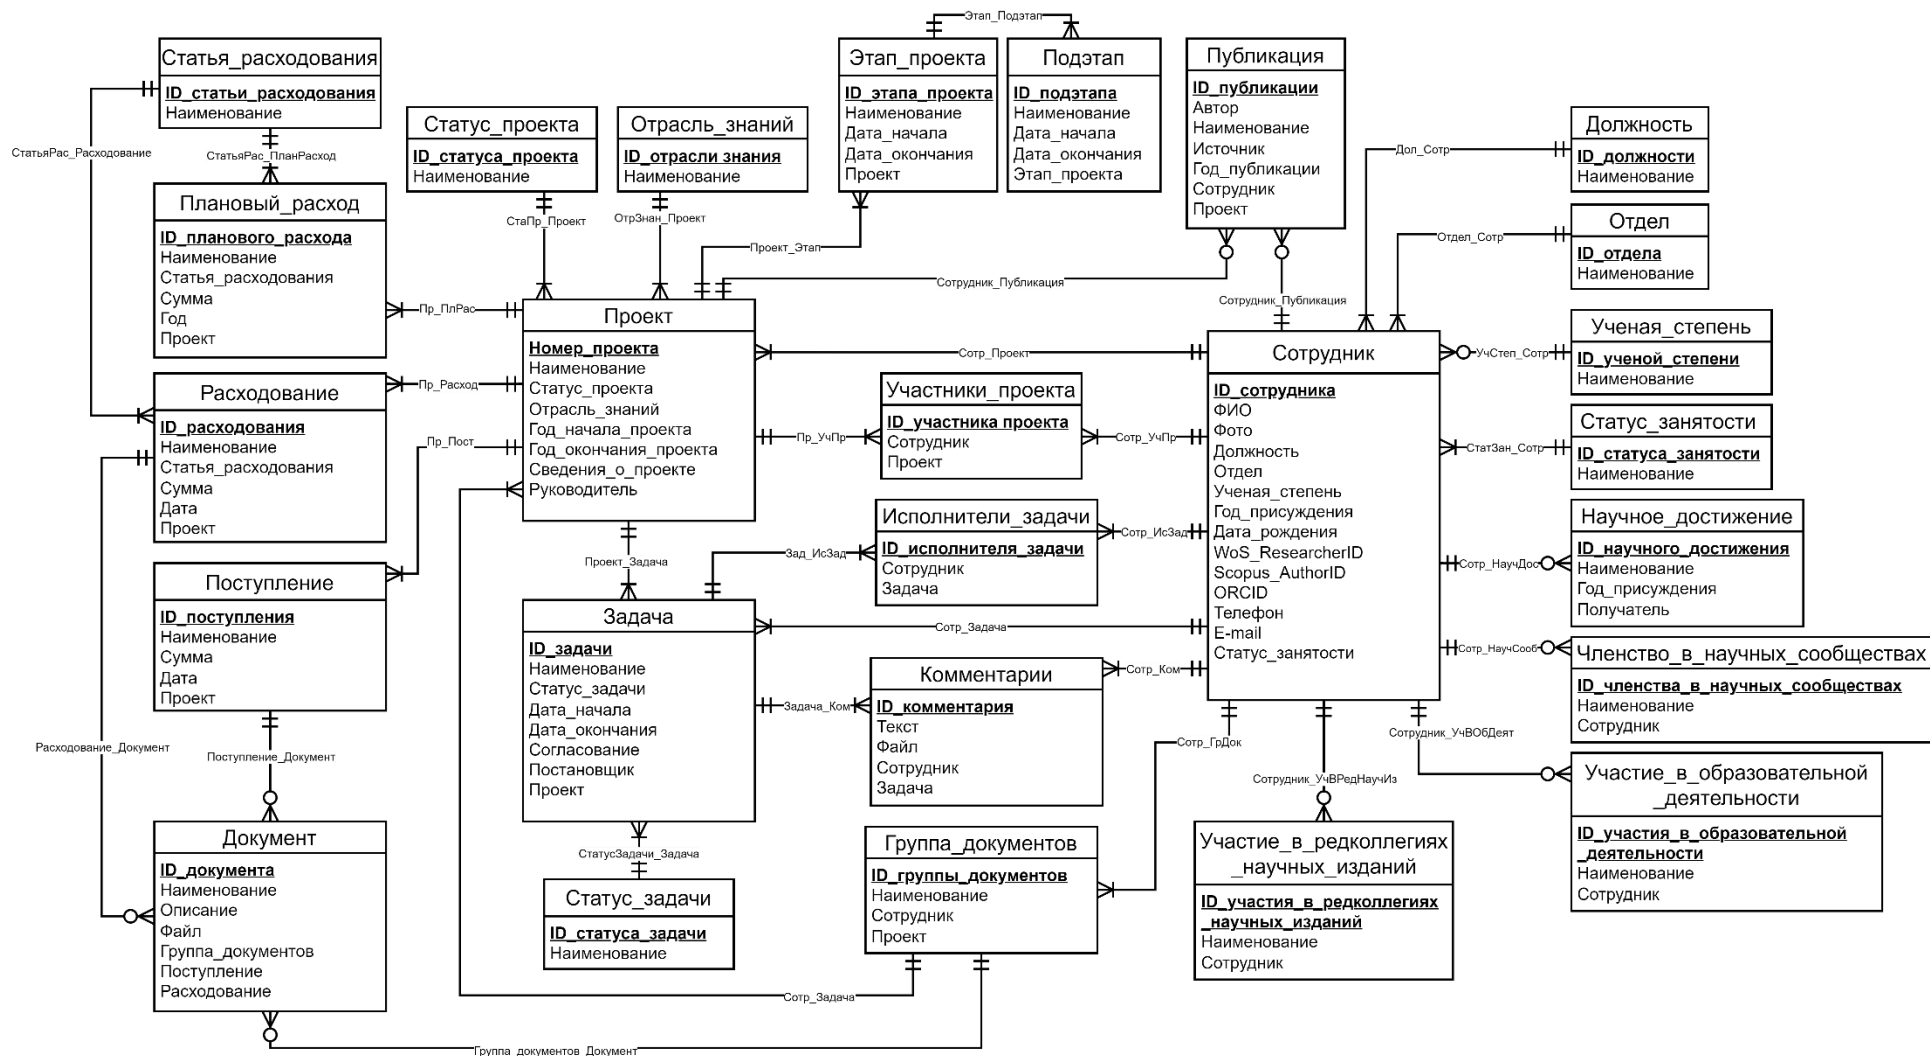 Статья_расходования
ID_статьи_расходования
Наименование
СтатьяРас_Расходование
СтатьяРас_ПланРасход
Плановый_расход
ID_планового_расхода
Наименование
Статья_расходования
Сумма
Год
Проект
Расходование
ID_расходования
Наименование
Статья_расходования
Сумма
Дата
Проект
Поступление
ID_поступления
Наименование
Сумма
Дата
Проект
Расходование_Документ
Поступление_Документ
Документ
ID_документа
Наименование
Описание
Файл
Группа_документов
Поступление
Расходование
Статус_проекта
ID_статуса_проекта
Наименование
СтаПр_Проект
Отрасль_знаний
ID_отрасли знания
Наименование
ОтрЗнан_Проект
Этап_Подэтап
Этап_проекта
ID_этапа_проекта
Наименование
Дата_начала
Дата_окончания
Проект
Подэтап
ID_подэтапа
Наименование
Дата_начала
Дата_окончания
Этап_проекта
Публикация
ID_публикации
Автор
Наименование
Источник
Год_публикации
Сотрудник
Проект
Проект_Этап
Сотрудник_Публикация
Сотрудник_Публикация
Пр_ПлРас
Пр_Расход
Пр_Пост
Проект
Номер_проекта
Наименование
Статус_проекта
Отрасль_знаний
Год_начала_проекта
Год_окончания_проекта
Сведения_о_проекте
Руководитель
Сотр_Проект
Пр_УчПр
Участники_проекта
ID_участника проекта
Сотрудник
Проект
Сотр_УчПр
Исполнители_задачи
ID_исполнителя_задачи
Сотрудник
Задача
Сотр_ИсЗад
Зад_ИсЗад
Проект_Задача
Задача
ID_задачи
Наименование
Статус_задачи
Дата_начала
Дата_окончания
Согласование
Постановщик
Проект
Сотр_Задача
Задача_Ком
Комментарии
ID_комментария
Текст
Файл
Сотрудник
Задача
Сотр_Ком
СтатусЗадачи_Задача
Статус_задачи
ID_статуса_задачи
Наименование
Группа_документов
ID_группы_документов
Наименование
Сотрудник
Проект
Сотр_ГрДок
Сотр_Задача
Группа_документов_Документ
Сотрудник
ID_сотрудника
ФИО
Фото
Должность
Отдел
Ученая_степень
Год_присуждения
Дата_рождения
WoS_ResearcherID
Scopus_AuthorID
ORCID
Телефон
E-mail
Статус_занятости
Дол_Сотр
Должность
ID_должности
Наименование
Отдел_Сотр
Отдел
ID_отдела
Наименование
УчСтеп_Сотр
Ученая_степень
ID_ученой_степени
Наименование
СтатЗан_Сотр
Статус_занятости
ID_статуса_занятости
Наименование
Сотр_НаучДос
Научное_достижение
ID_научного_достижения
Наименование
Год_присуждения
Получатель
Сотр_НаучСооб
Членство_в_научных_сообществах
ID_членства_в_научных_сообществах
Наименование
Сотрудник
Сотрудник_УчВОбДеят
Участие_в_образовательной
_деятельности
ID_участия_в_образовательной
_деятельности
Наименование
Сотрудник
Сотрудник_УчВРедНаучИз
Участие_в_редколлегиях
_научных_изданий
ID_участия_в_редколлегиях
_научных_изданий
Наименование
Сотрудник